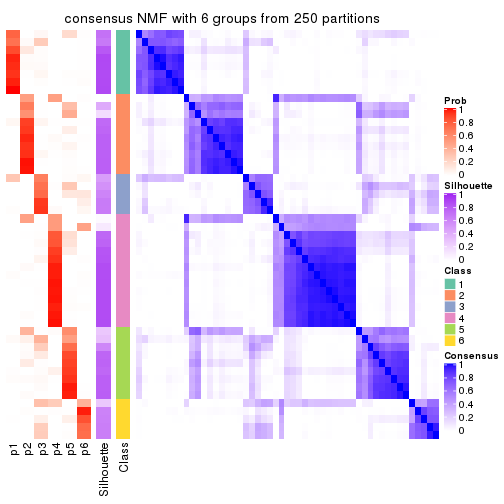 consensus NMF with 6 groups from 250 partitions
Prob
1
0.8
0.6
0.4
0.2
0
Silhouette
1
0.8
0.6
0.4
0.2
0
Class
1
2
3
4
5
6
Consensus
1
0.8
0.6
0.4
0.2
0
p1
p2
p3
p4
p5
p6
Silhouette
Class